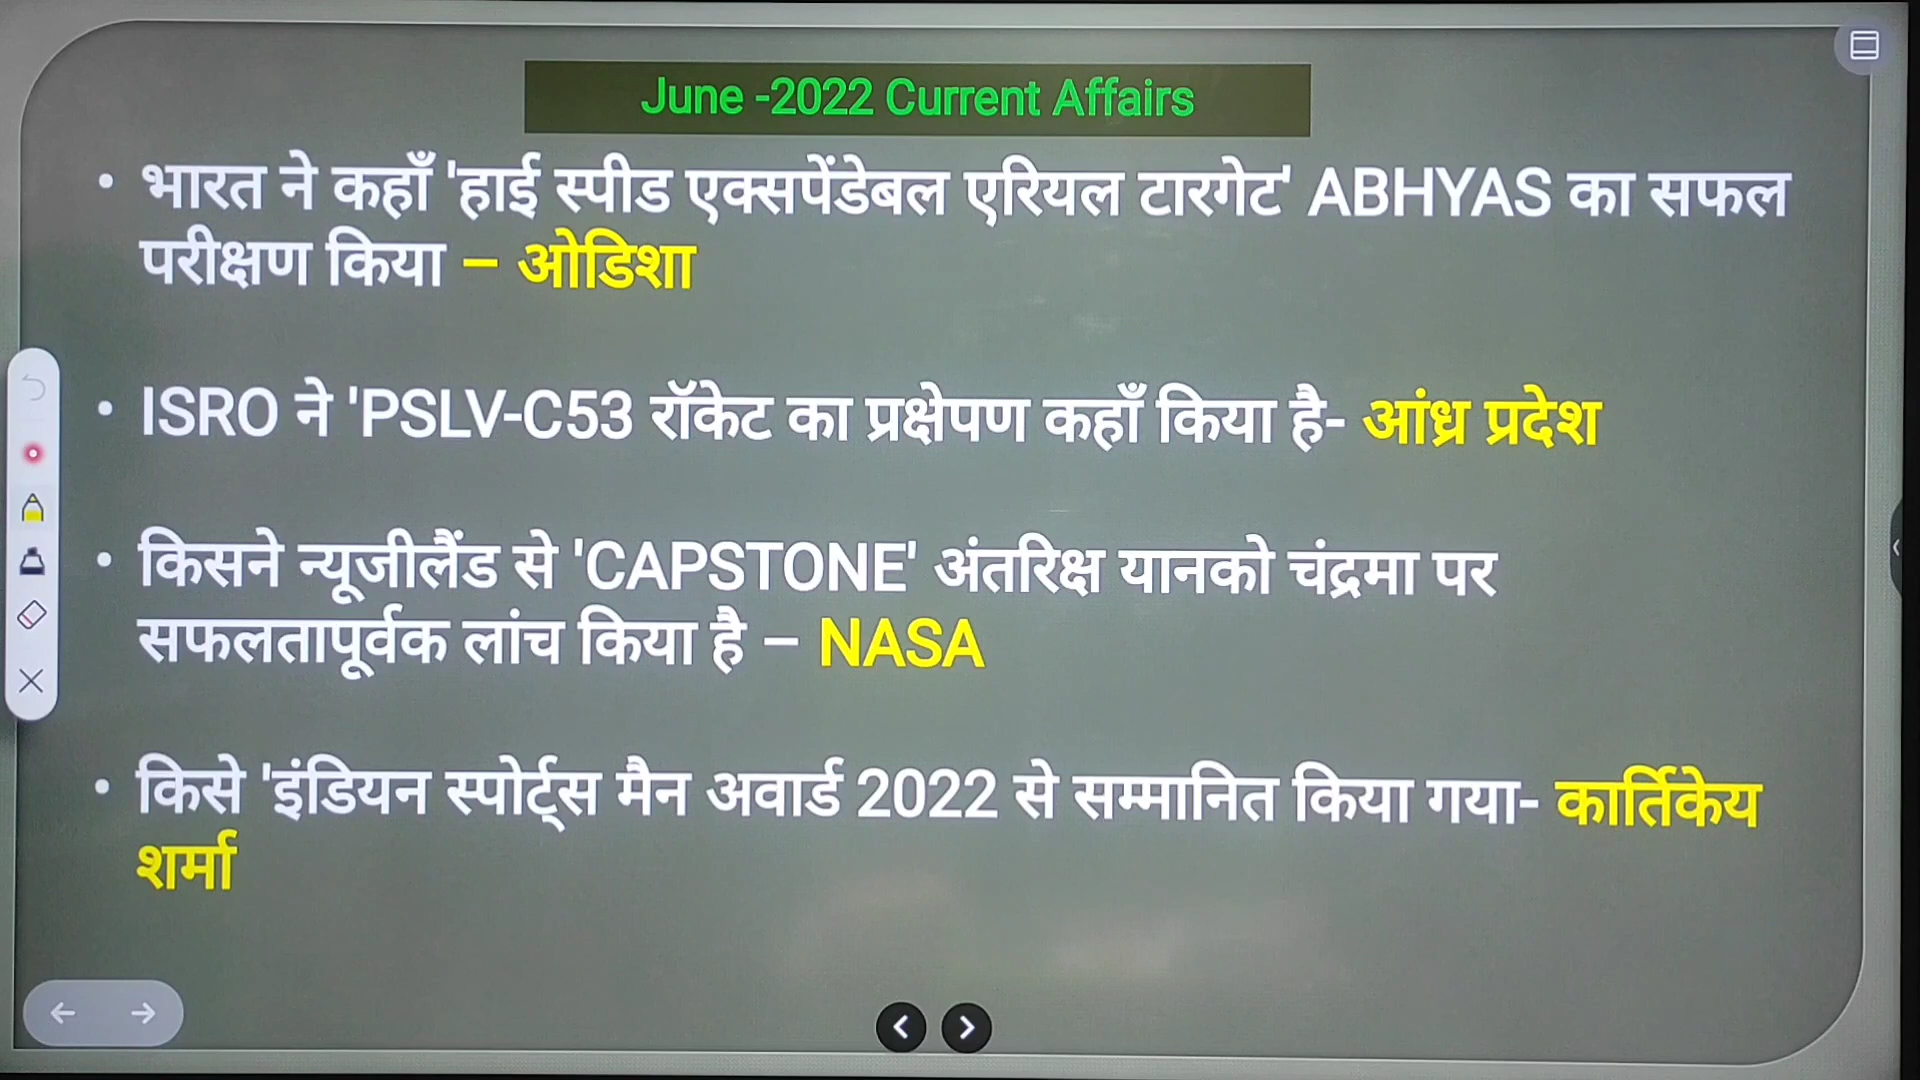 June -2022 Current Affairs
• भारत ने कहाँ 'हाई स्पीड एक्सपेंडेबल एरियल टारगेट' ABHYAS का सफल
परीक्षण किया – ओडिशा
• ISRO ने 'PSLV-C53 रॉकेट का प्रक्षेपण कहाँ किया है- आंध्र प्रदेश
• किसने न्यूजीलैंड से 'CAPSTONE' अंतरिक्ष यानको चंद्रमा पर
सफलतापूर्वक लांच किया है – NASA
• किसे 'इंडियन स्पोर्ट्स मैन अवार्ड 2022 से सम्मानित किया गया- कार्तिकेय
शर्मा